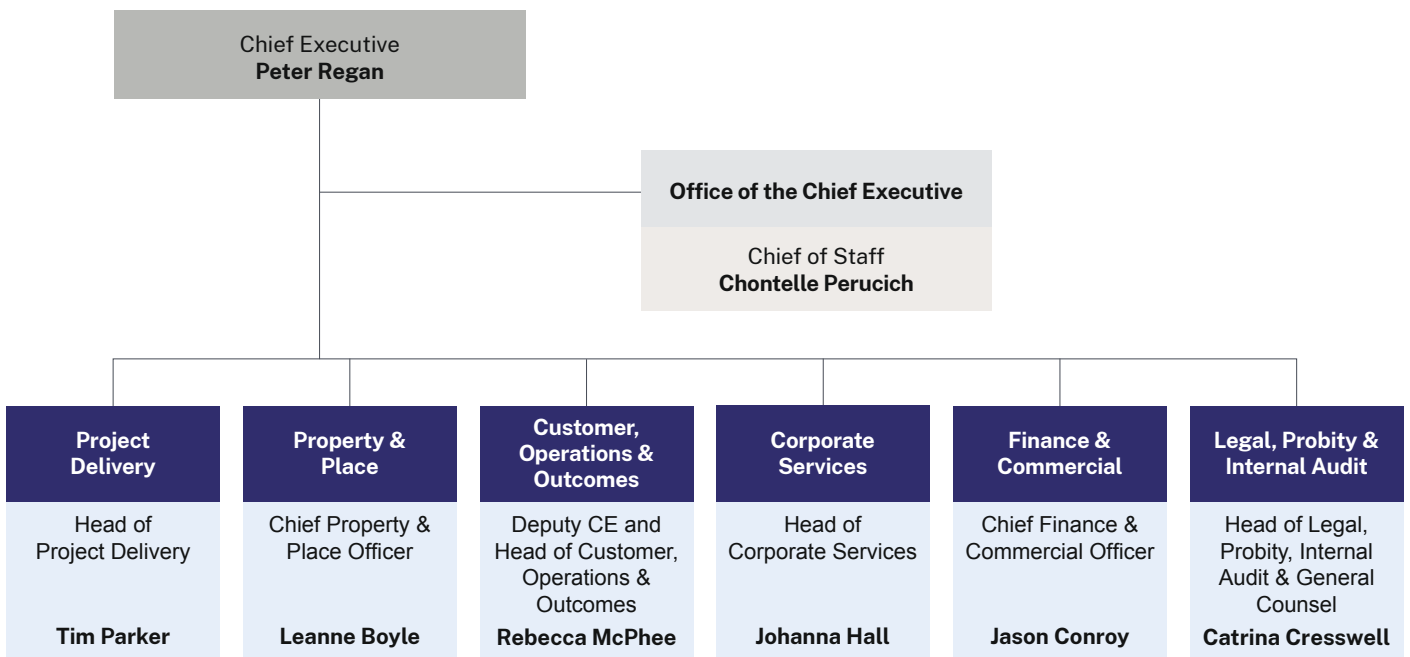 Chief Executive
Peter Regan
Office of the Chief Executive
Chief of Staff
Chontelle Perucich
Project
Delivery
Head of
Project Delivery
Tim Parker
Property &
Place
Chief Property &
Place Officer
Leanne Boyle
Customer,
Operations &
Outcomes
Deputy CE and
Head of Customer,
Operations &
Outcomes
Rebecca McPhee
Corporate
Services
Head of
Corporate Services
Johanna Hall
Finance &
Commercial
Chief Finance &
Commercial Officer
Jason Conroy
Legal, Probity &
Internal Audit
Head of Legal,
Probity, Internal
Audit & General
Counsel
Catrina Cresswell